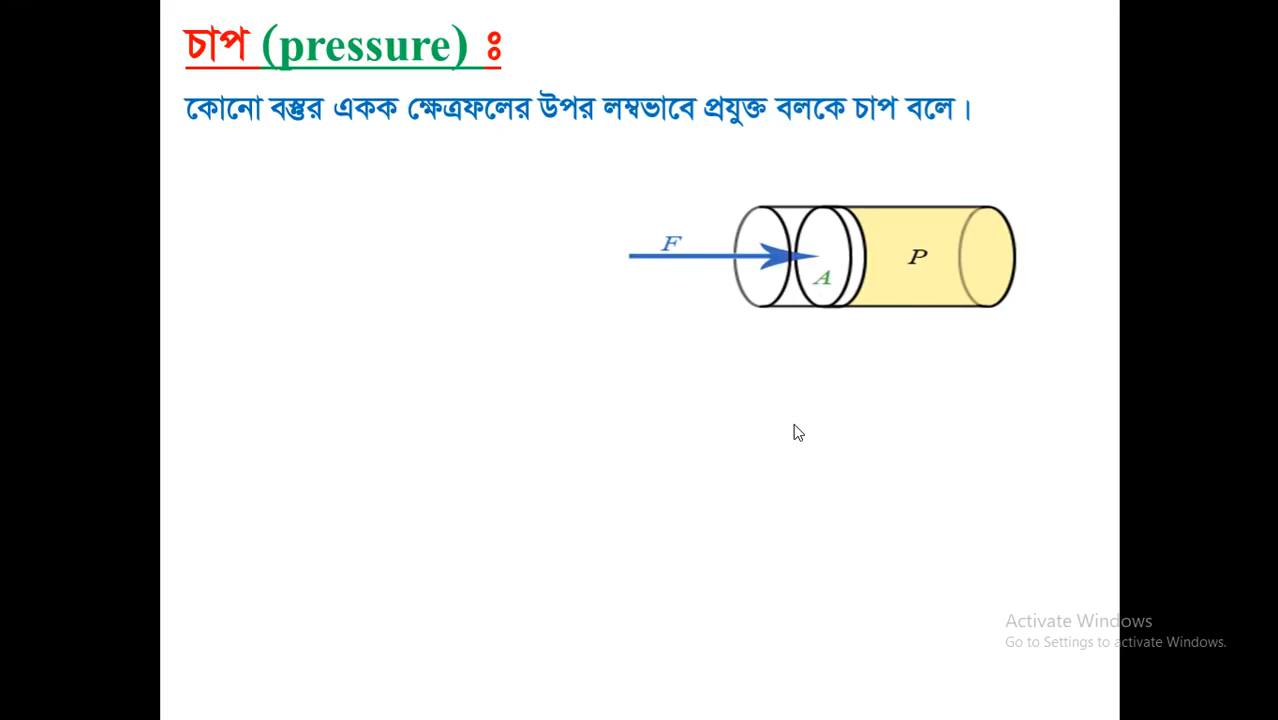 চাপ (pressure) ঃ
কোনো বস্তুর একক ক্ষেত্রফলের উপর লম্বভাবে প্রযুক্ত বলকে চাপ বলে।
F
A
P
Activate Windows
Go to Settings to activate Windows.